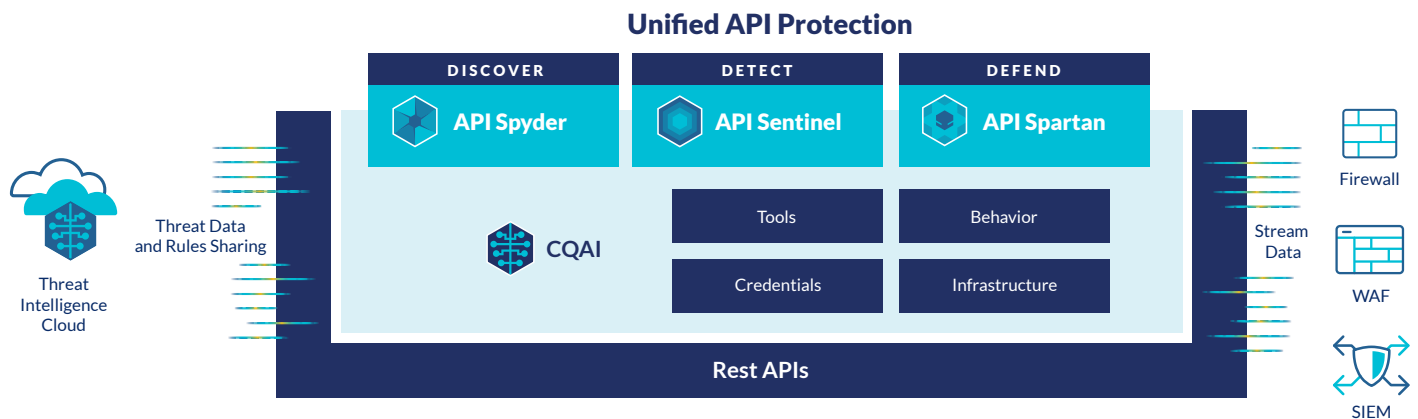 Unified API Protection
DISCOVER
API Spyder
DETECT
API Sentinel
DEFEND
API Spartan
Threat
Intelligence
Cloud
Threat Data
and Rules Sharing
CQAI
Tools
Behavior
Credentials
Infrastructure
Rest APIs
Stream
Data
Firewall
WAF
SIEM